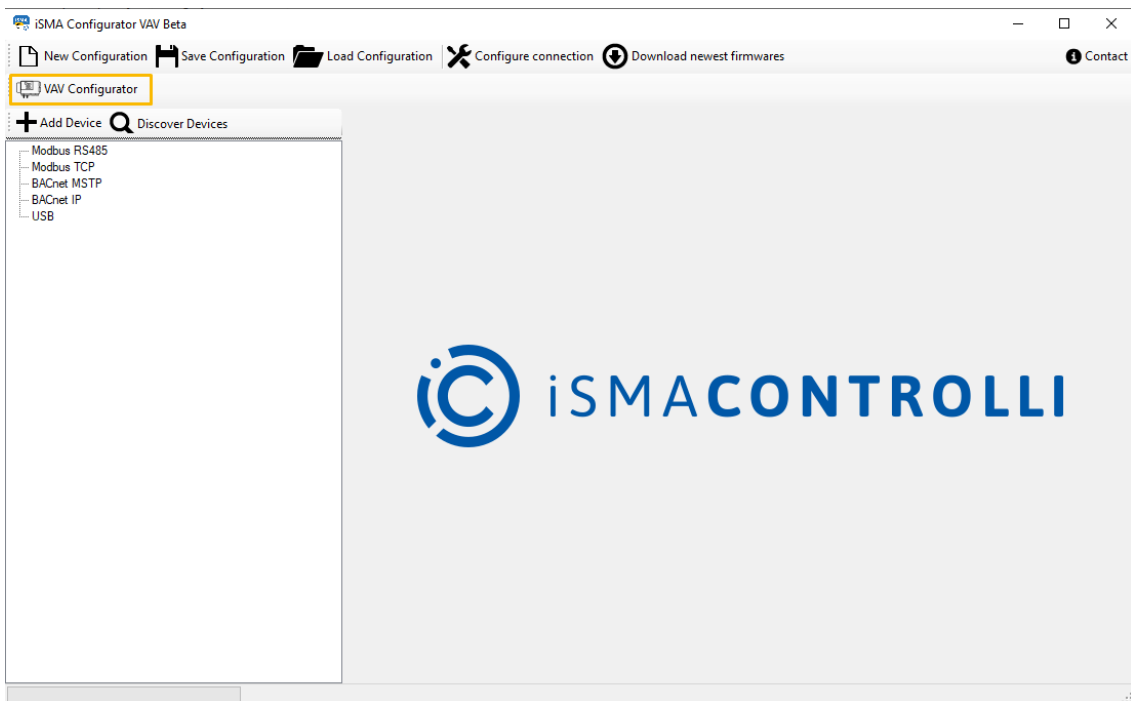 iSMA Configurator VAV Beta
New Configuration Save Configuration Load Configuration Configure connection Download newest firmwares Contact
VAV Configurator
Add Device Discover Devices
Modbus RS485
Modbus TCP
BACnet MSTP
BACnet IP
USB
iSMACONTROLLI